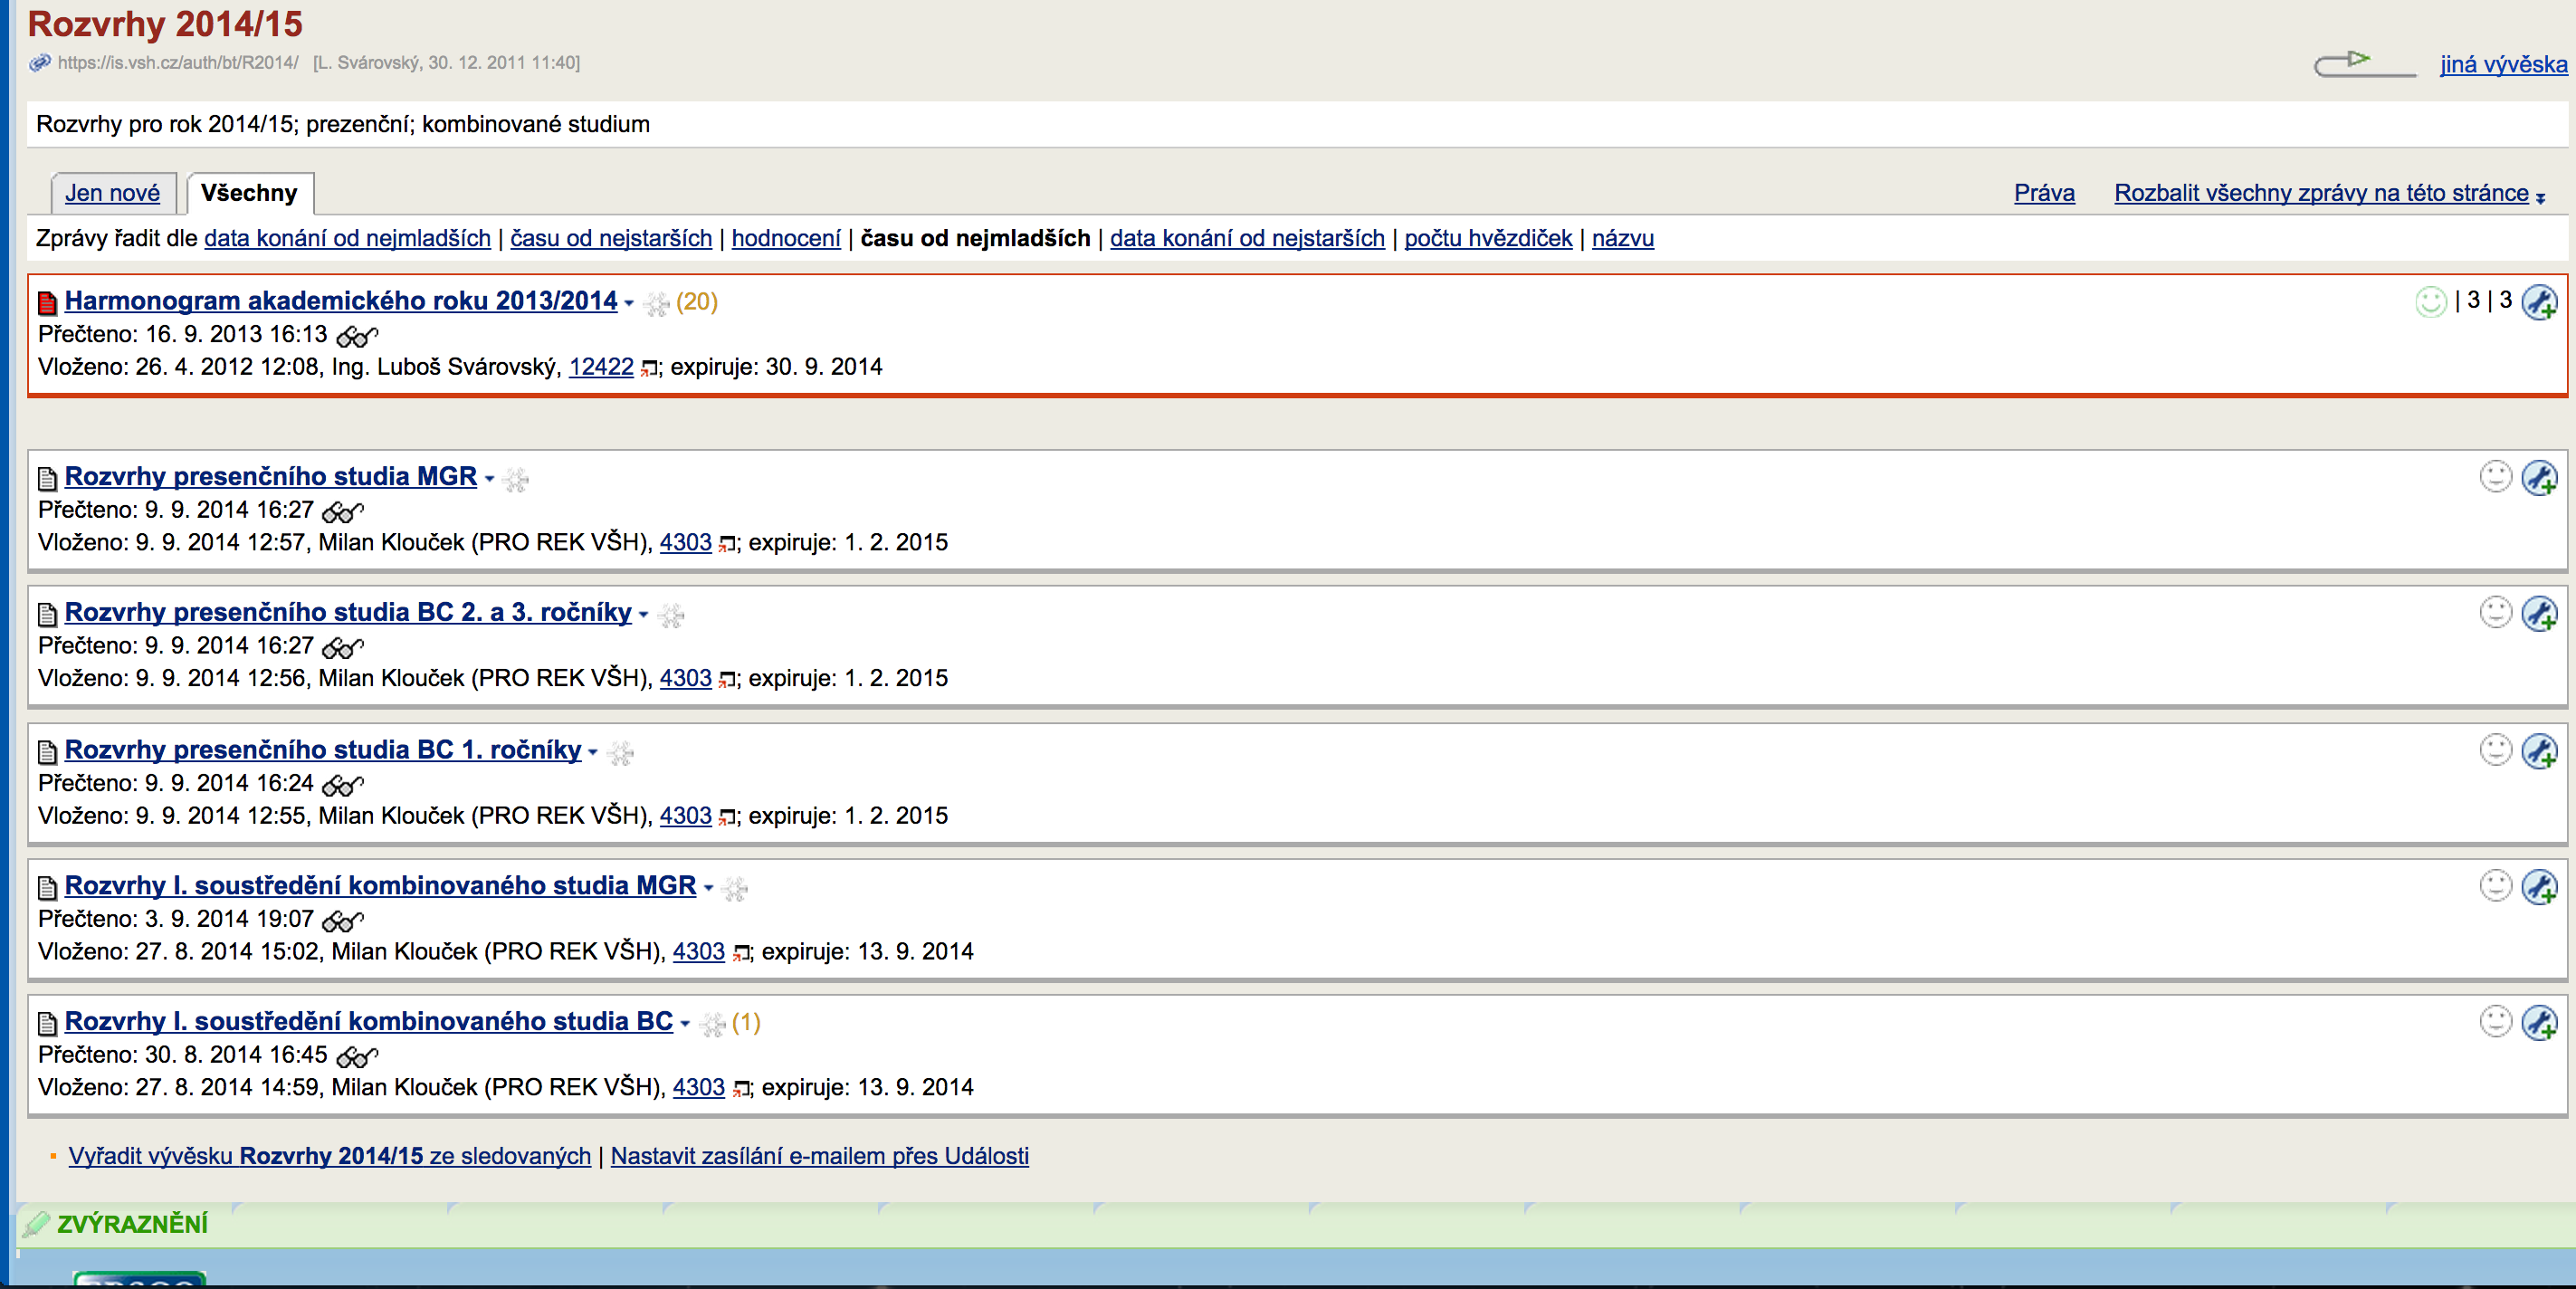 Rozvrhy 2014/15
https://is.vsh.cz/auth/bt/R2014/ [L. Svárovský, 30. 12. 2011 11:40]
jiná vývěska
Rozvrhy pro rok 2014/15; prezenční; kombinované studium
Jen nové Všechny Práva Rozbalit všechny zprávy na této stránce
Zprávy řadit dle data konání od nejmladších | času od nejstarších | hodnocení | času od nejmladších | data konání od nejstarších | počtu hvězdiček | názvu
Harmonogram akademického roku 2013/2014 (20) | 3 | 3
Přečteno: 16. 9. 2013 16:13
Vloženo: 26. 4. 2012 12:08, Ing. Luboš Svárovský, 12422 ; expiruje: 30. 9. 2014
Rozvrhy presenčního studia MGR
Přečteno: 9. 9. 2014 16:27
Vloženo: 9. 9. 2014 12:57, Milan Klouček (PRO REK VŠH), 4303 ; expiruje: 1. 2. 2015
Rozvrhy presenčního studia BC 2. a 3. ročníky
Přečteno: 9. 9. 2014 16:27
Vloženo: 9. 9. 2014 12:56, Milan Klouček (PRO REK VŠH), 4303 ; expiruje: 1. 2. 2015
Rozvrhy presenčního studia BC 1. ročníky
Přečteno: 9. 9. 2014 16:24
Vloženo: 9. 9. 2014 12:55, Milan Klouček (PRO REK VŠH), 4303 ; expiruje: 1. 2. 2015
Rozvrhy I. soustředění kombinovaného studia MGR
Přečteno: 3. 9. 2014 19:07
Vloženo: 27. 8. 2014 15:02, Milan Klouček (PRO REK VŠH), 4303 ; expiruje: 13. 9. 2014
Rozvrhy I. soustředění kombinovaného studia BC (1)
Přečteno: 30. 8. 2014 16:45
Vloženo: 27. 8. 2014 14:59, Milan Klouček (PRO REK VŠH), 4303 ; expiruje: 13. 9. 2014
Vyřadit vývěsku Rozvrhy 2014/15 ze sledovaných | Nastavit zasílání e-mailem přes Události
ZVÝRAZNĚNÍ